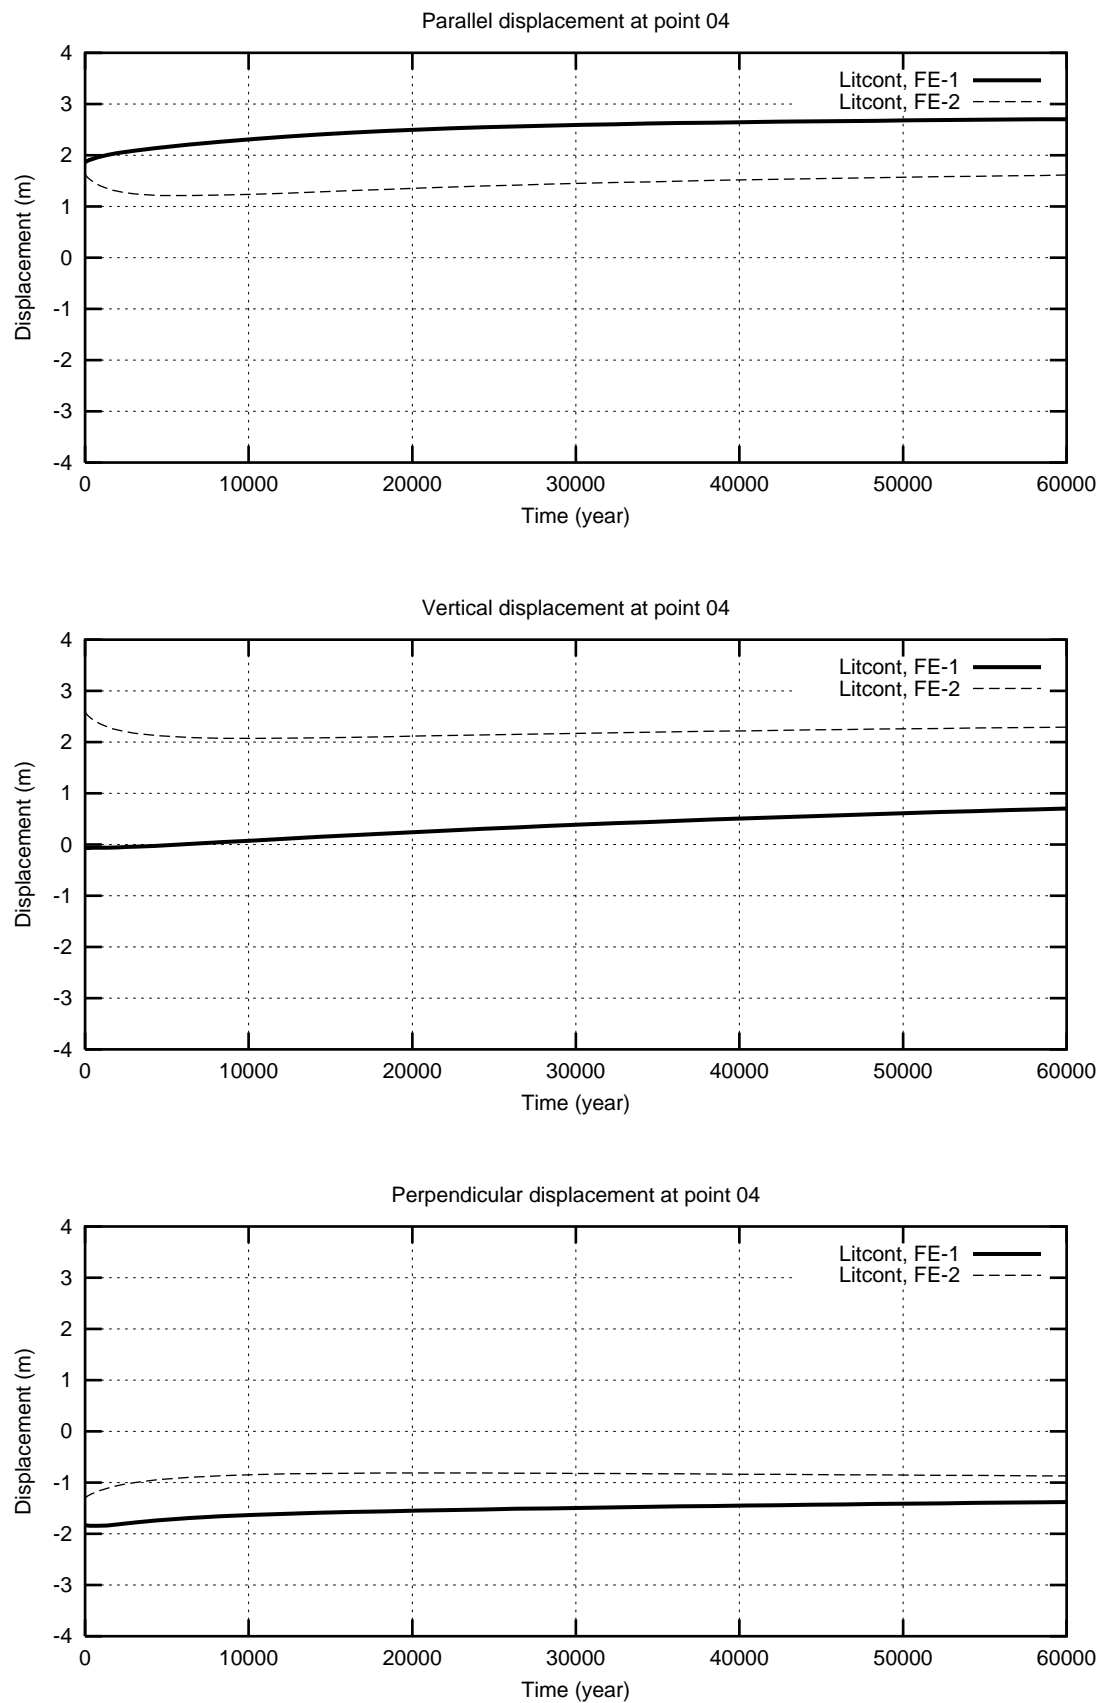 Parallel displacement at point 04
4
3
2
1
0
-1
-2
-3
-4
Displacement (m)
Litcont, FE-1
Litcont, FE-2
0 10000 20000 30000 40000 50000 60000
Time (year)
Vertical displacement at point 04
4
3
2
1
0
-1
-2
-3
-4
Displacement (m)
Litcont, FE-1
Litcont, FE-2
0 10000 20000 30000 40000 50000 60000
Time (year)
Perpendicular displacement at point 04
4
3
2
1
0
-1
-2
-3
-4
Displacement (m)
Litcont, FE-1
Litcont, FE-2
0 10000 20000 30000 40000 50000 60000
Time (year)